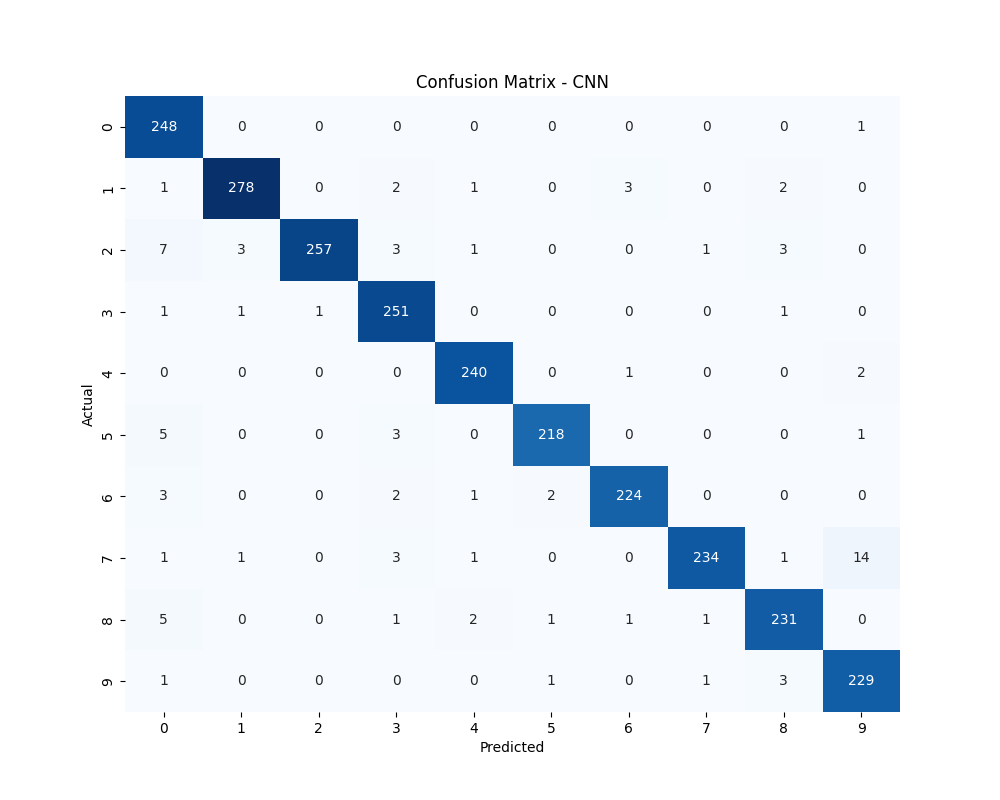 Confusion Matrix - CNN
0 248 0 0 0 0 0 0 0 0 1
1 1 278 0 2 1 0 3 0 2 0
2 7 3 257 3 1 0 0 1 3 0
3 1 1 1 251 0 0 0 0 1 0
4 0 0 0 0 240 0 1 0 0 2
Actual
5 5 0 0 3 0 218 0 0 0 1
6 3 0 0 2 1 2 224 0 0 0
7 1 1 0 3 1 0 0 234 1 14
8 5 0 0 1 2 1 1 1 231 0
9 1 0 0 0 0 1 0 1 3 229
0 1 2 3 4 5 6 7 8 9
Predicted